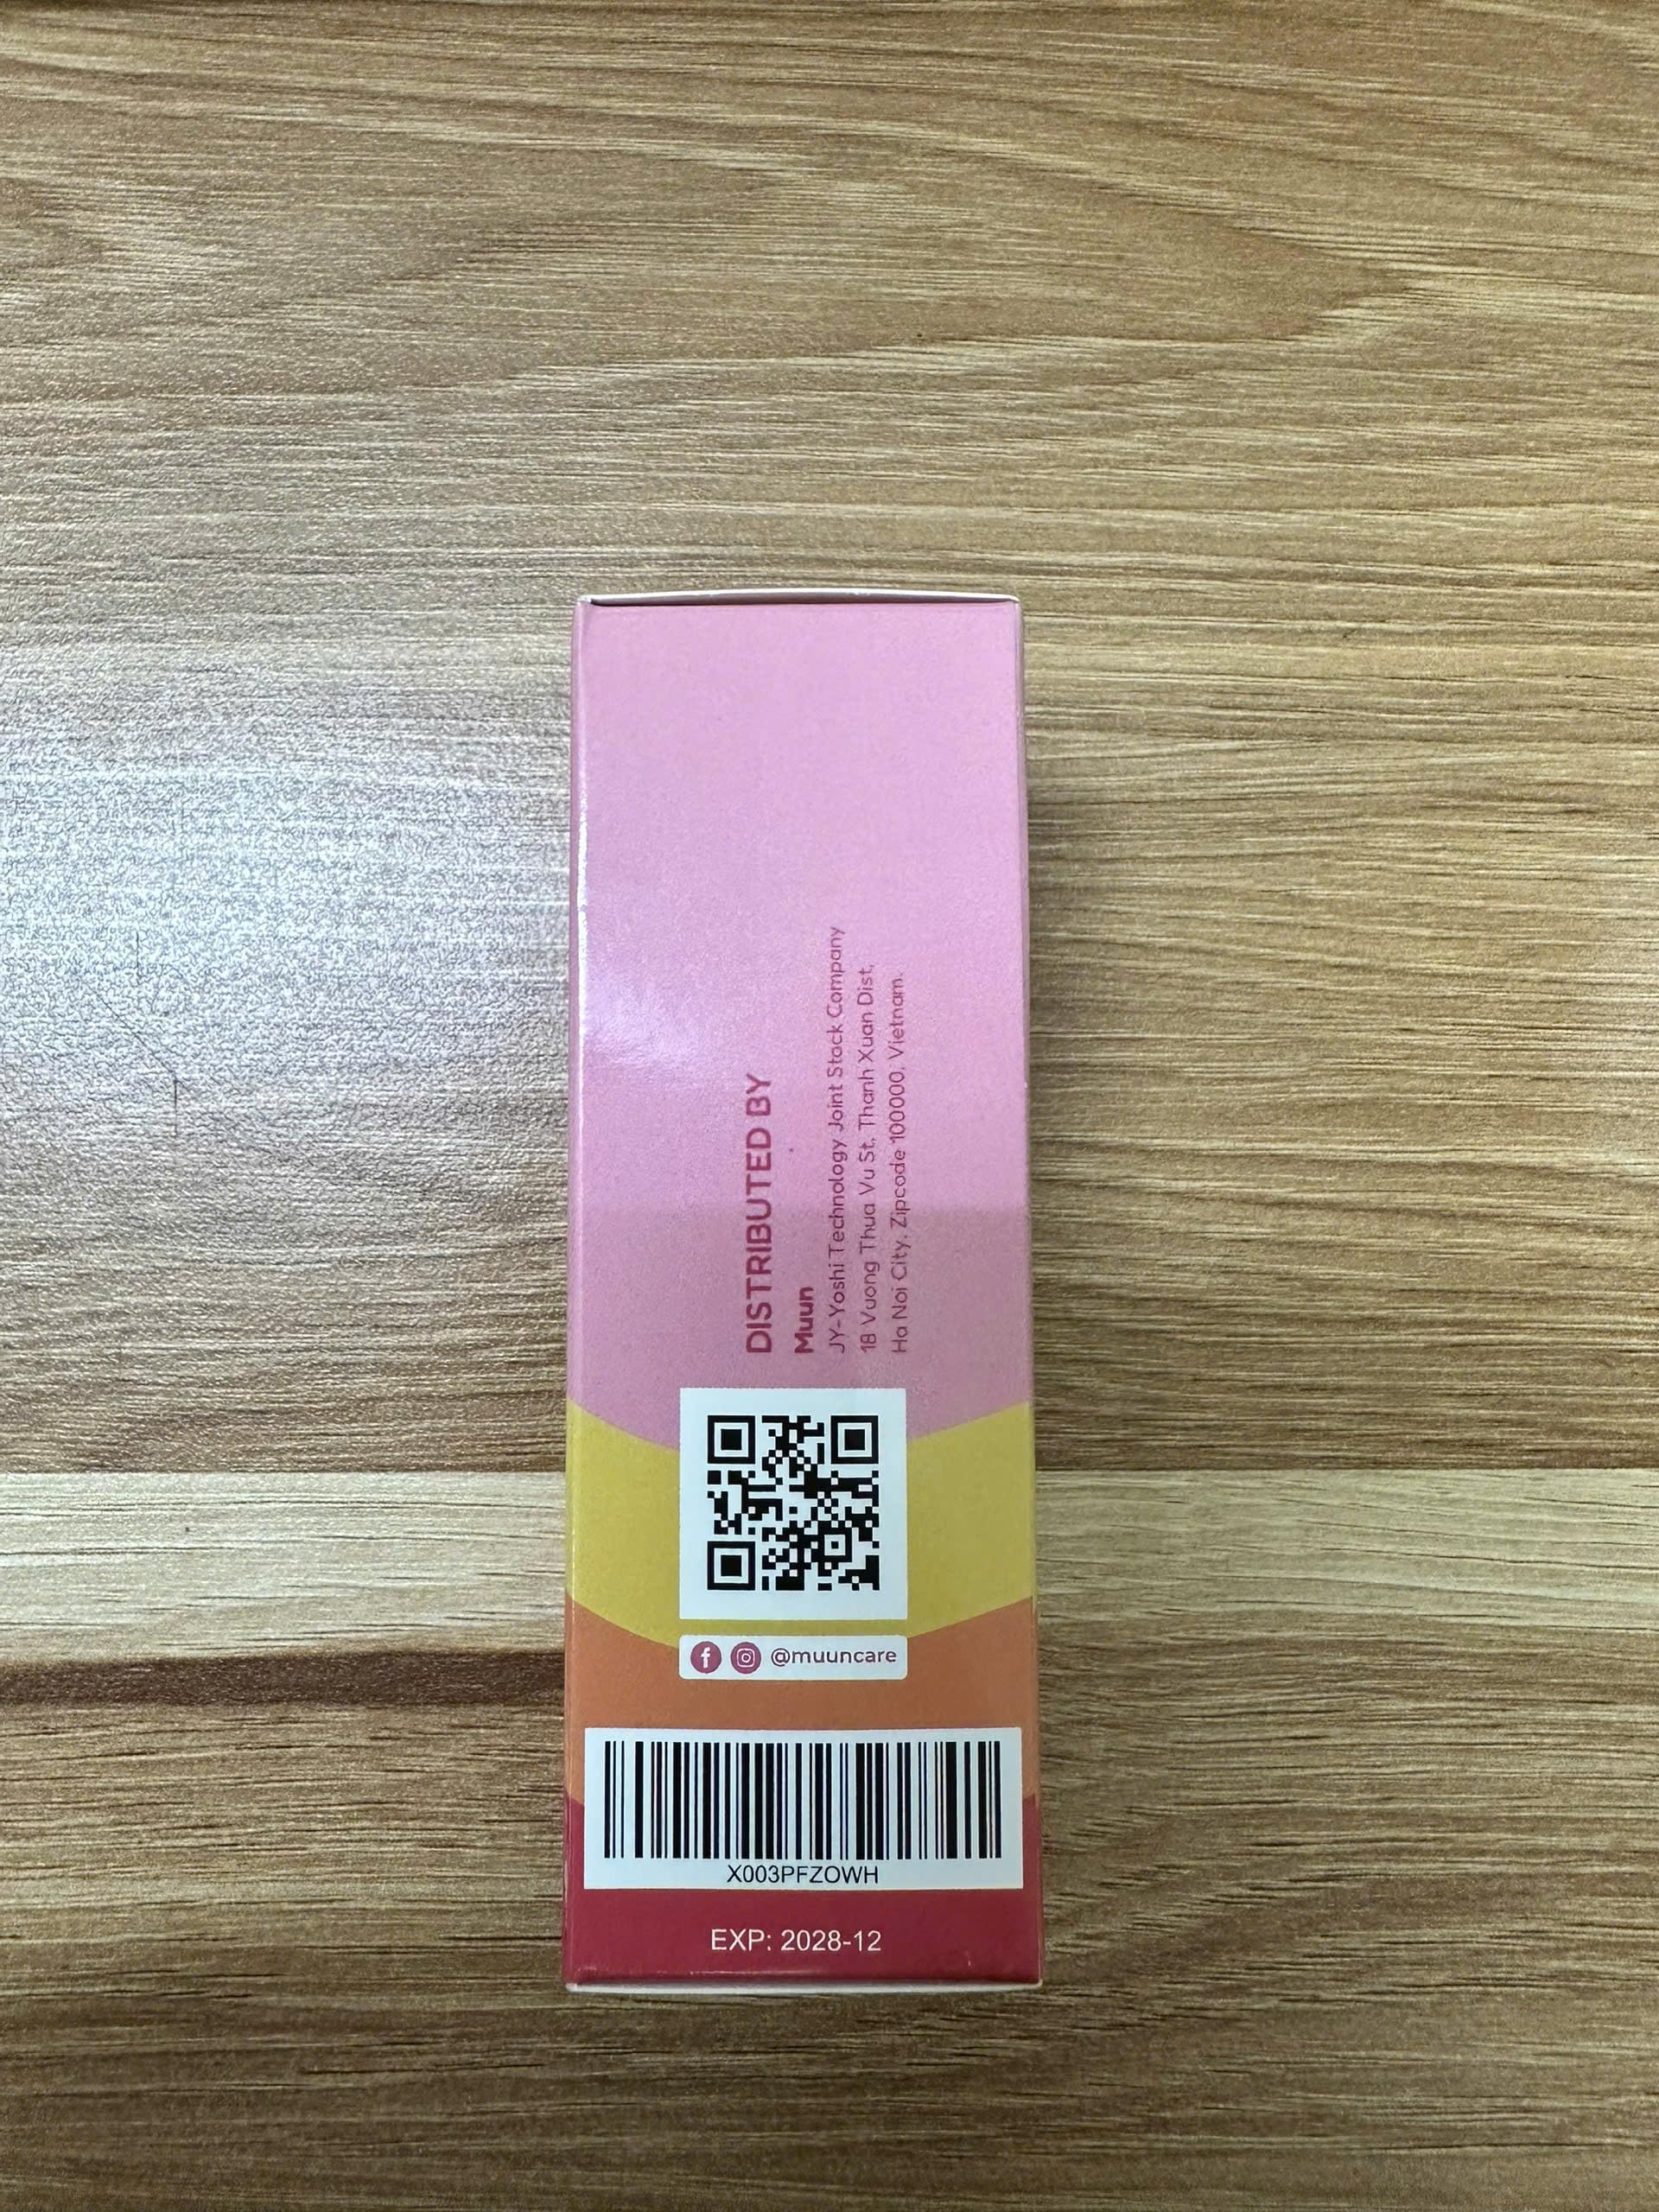 DISTRIBUTED BY
Muun
JY-Yoshi Technology Joint Stock Company
18 Vuong Thua Vu St, Thanh Xuan Dist,
Ha Noi City, Zipcode 100000, Vietnam.
@muuncare
X003PFZOWH
EXP: 2028-12